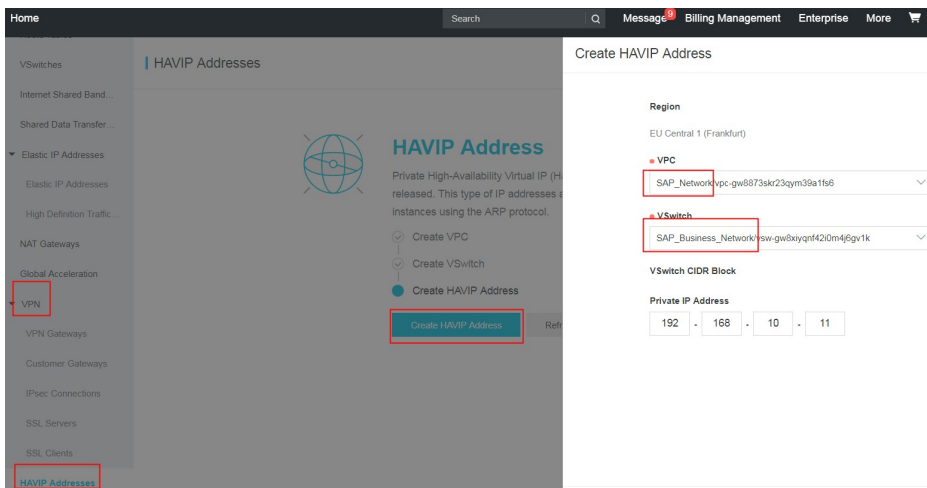 Home
Search
Message 9
Billing Management
Enterprise
More
VSwitches
Internet Shared Band...
Shared Data Transfer...
Elastic IP Addresses
Elastic IP Addresses
High Definition Traffic...
NAT Gateways
Global Acceleration
VPN
VPN Gateways
Customer Gateways
IPsec Connections
SSL Servers
SSL Clients
HAVIP Addresses
HAVIP Addresses
HAVIP Address
Private High-Availability Virtual IP (H
released. This type of IP addresses a
instances using the ARP protocol.
Create VPC
Create VSwitch
Create HAVIP Address
Create HAVIP Address
Refr
Create HAVIP Address
Region
EU Central 1 (Frankfurt)
VPC
SAP_Network/vpc-gw8873skr23qym39a1fs6
VSwitch
SAP_Business_Network/vsw-gw8xiyqnf42i0m4j6gv1k
VSwitch CIDR Block
Private IP Address
192 . 168 . 10 . 11